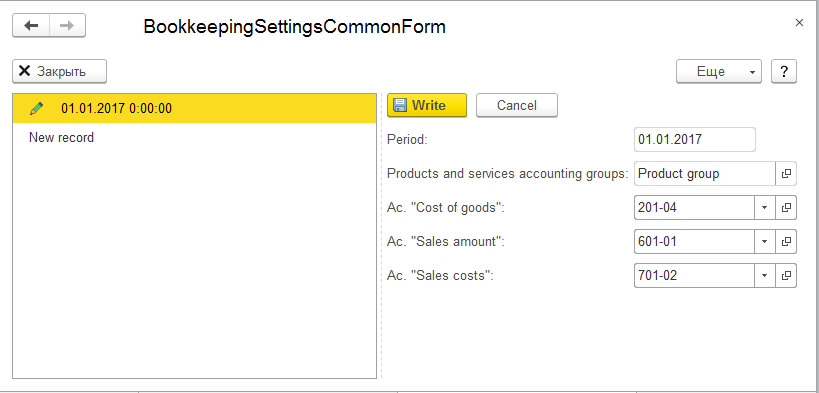 BookkeepingSettingsCommonForm
Закрыть
Еще
?
01.01.2017 0:00:00
New record
Write
Cancel
Period:
01.01.2017
Products and services accounting groups:
Product group
Ac. "Cost of goods":
201-04
Ac. "Sales amount":
601-01
Ac. "Sales costs":
701-02